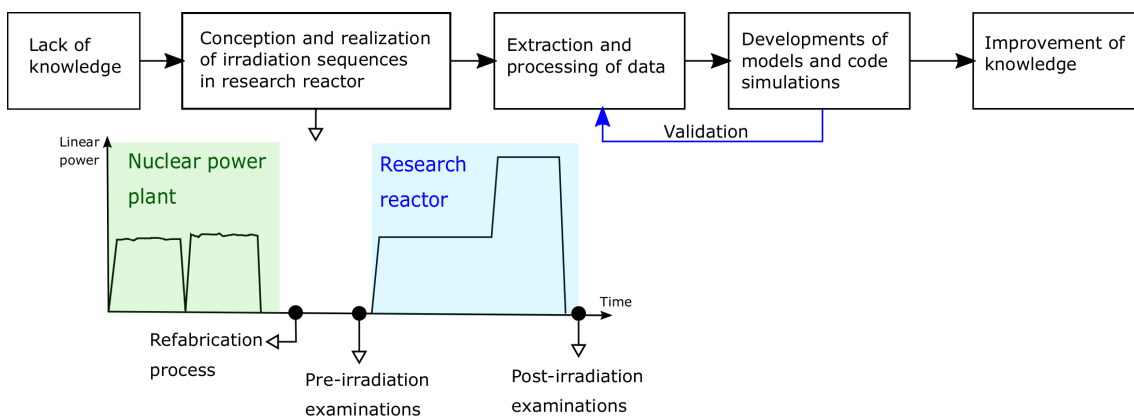 Lack of
knowledge
Conception and realization
of irradiation sequences
in research reactor
Extraction and
processing of data
Developments of
models and code
simulations
Improvement of
knowledge
Validation
Linear
power
Nuclear power
plant
Research
reactor
Time
Refabrication
process
Pre-irradiation
examinations
Post-irradiation
examinations